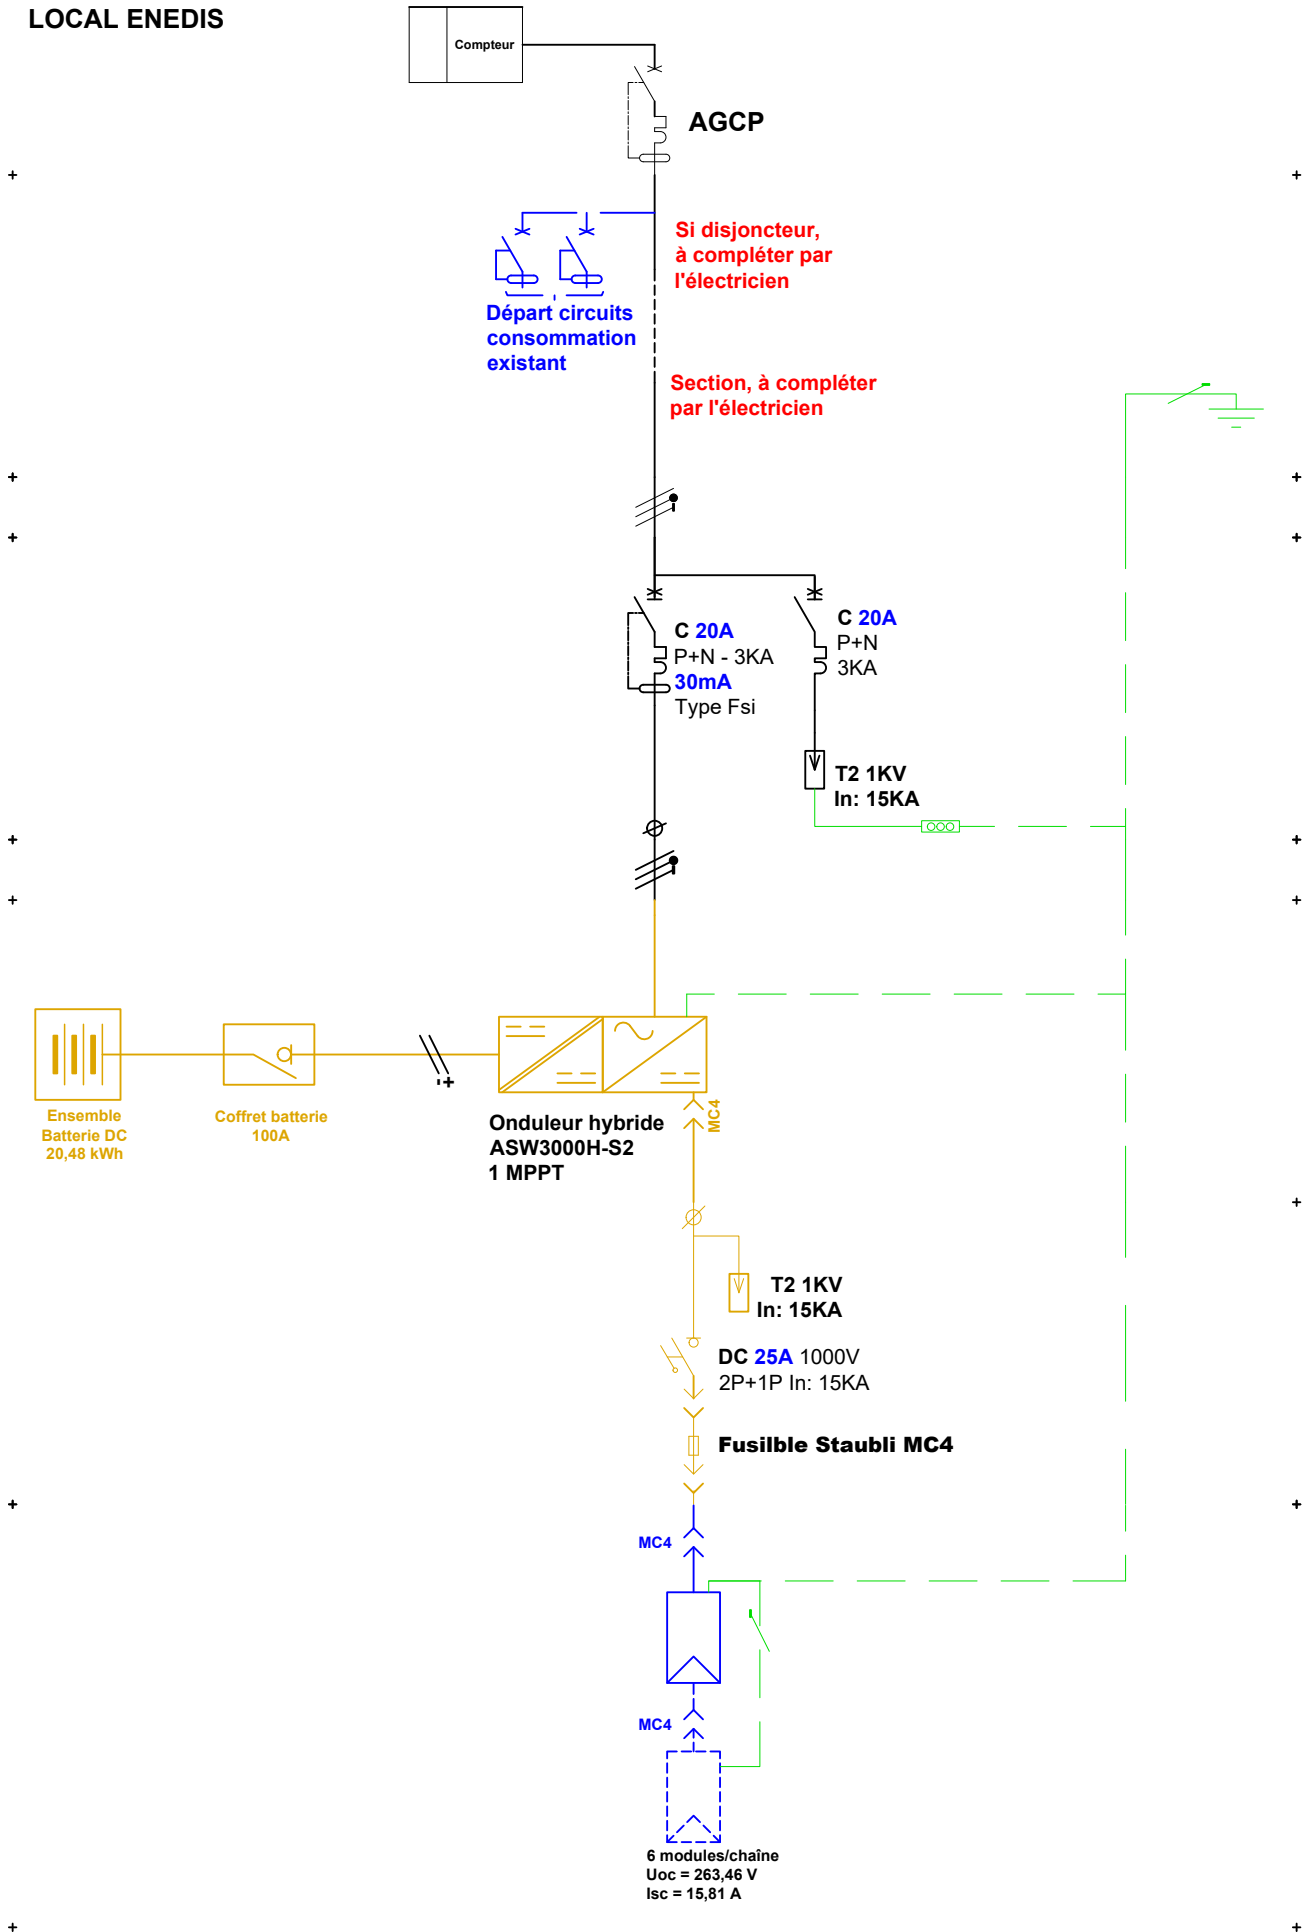 LOCAL ENEDIS
Compteur
AGCP
Si disjoncteur,
à compléter par
l'électricien
Départ circuits
consommation
existant
Section, à compléter
par l'électricien
C 20A
P+N - 3KA
30mA
Type Fsi
C 20A
P+N
3KA
T2 1KV
In: 15KA
Ensemble
Batterie DC
20,48 kWh
Coffret batterie
100A
Onduleur hybride
ASW3000H-S2
1 MPPT
MC4
T2 1KV
In: 15KA
DC 25A 1000V
2P+1P In: 15KA
Fusilble Staubli MC4
MC4
MC4
6 modules/chaîne
Uoc = 263,46 V
Isc = 15,81 A